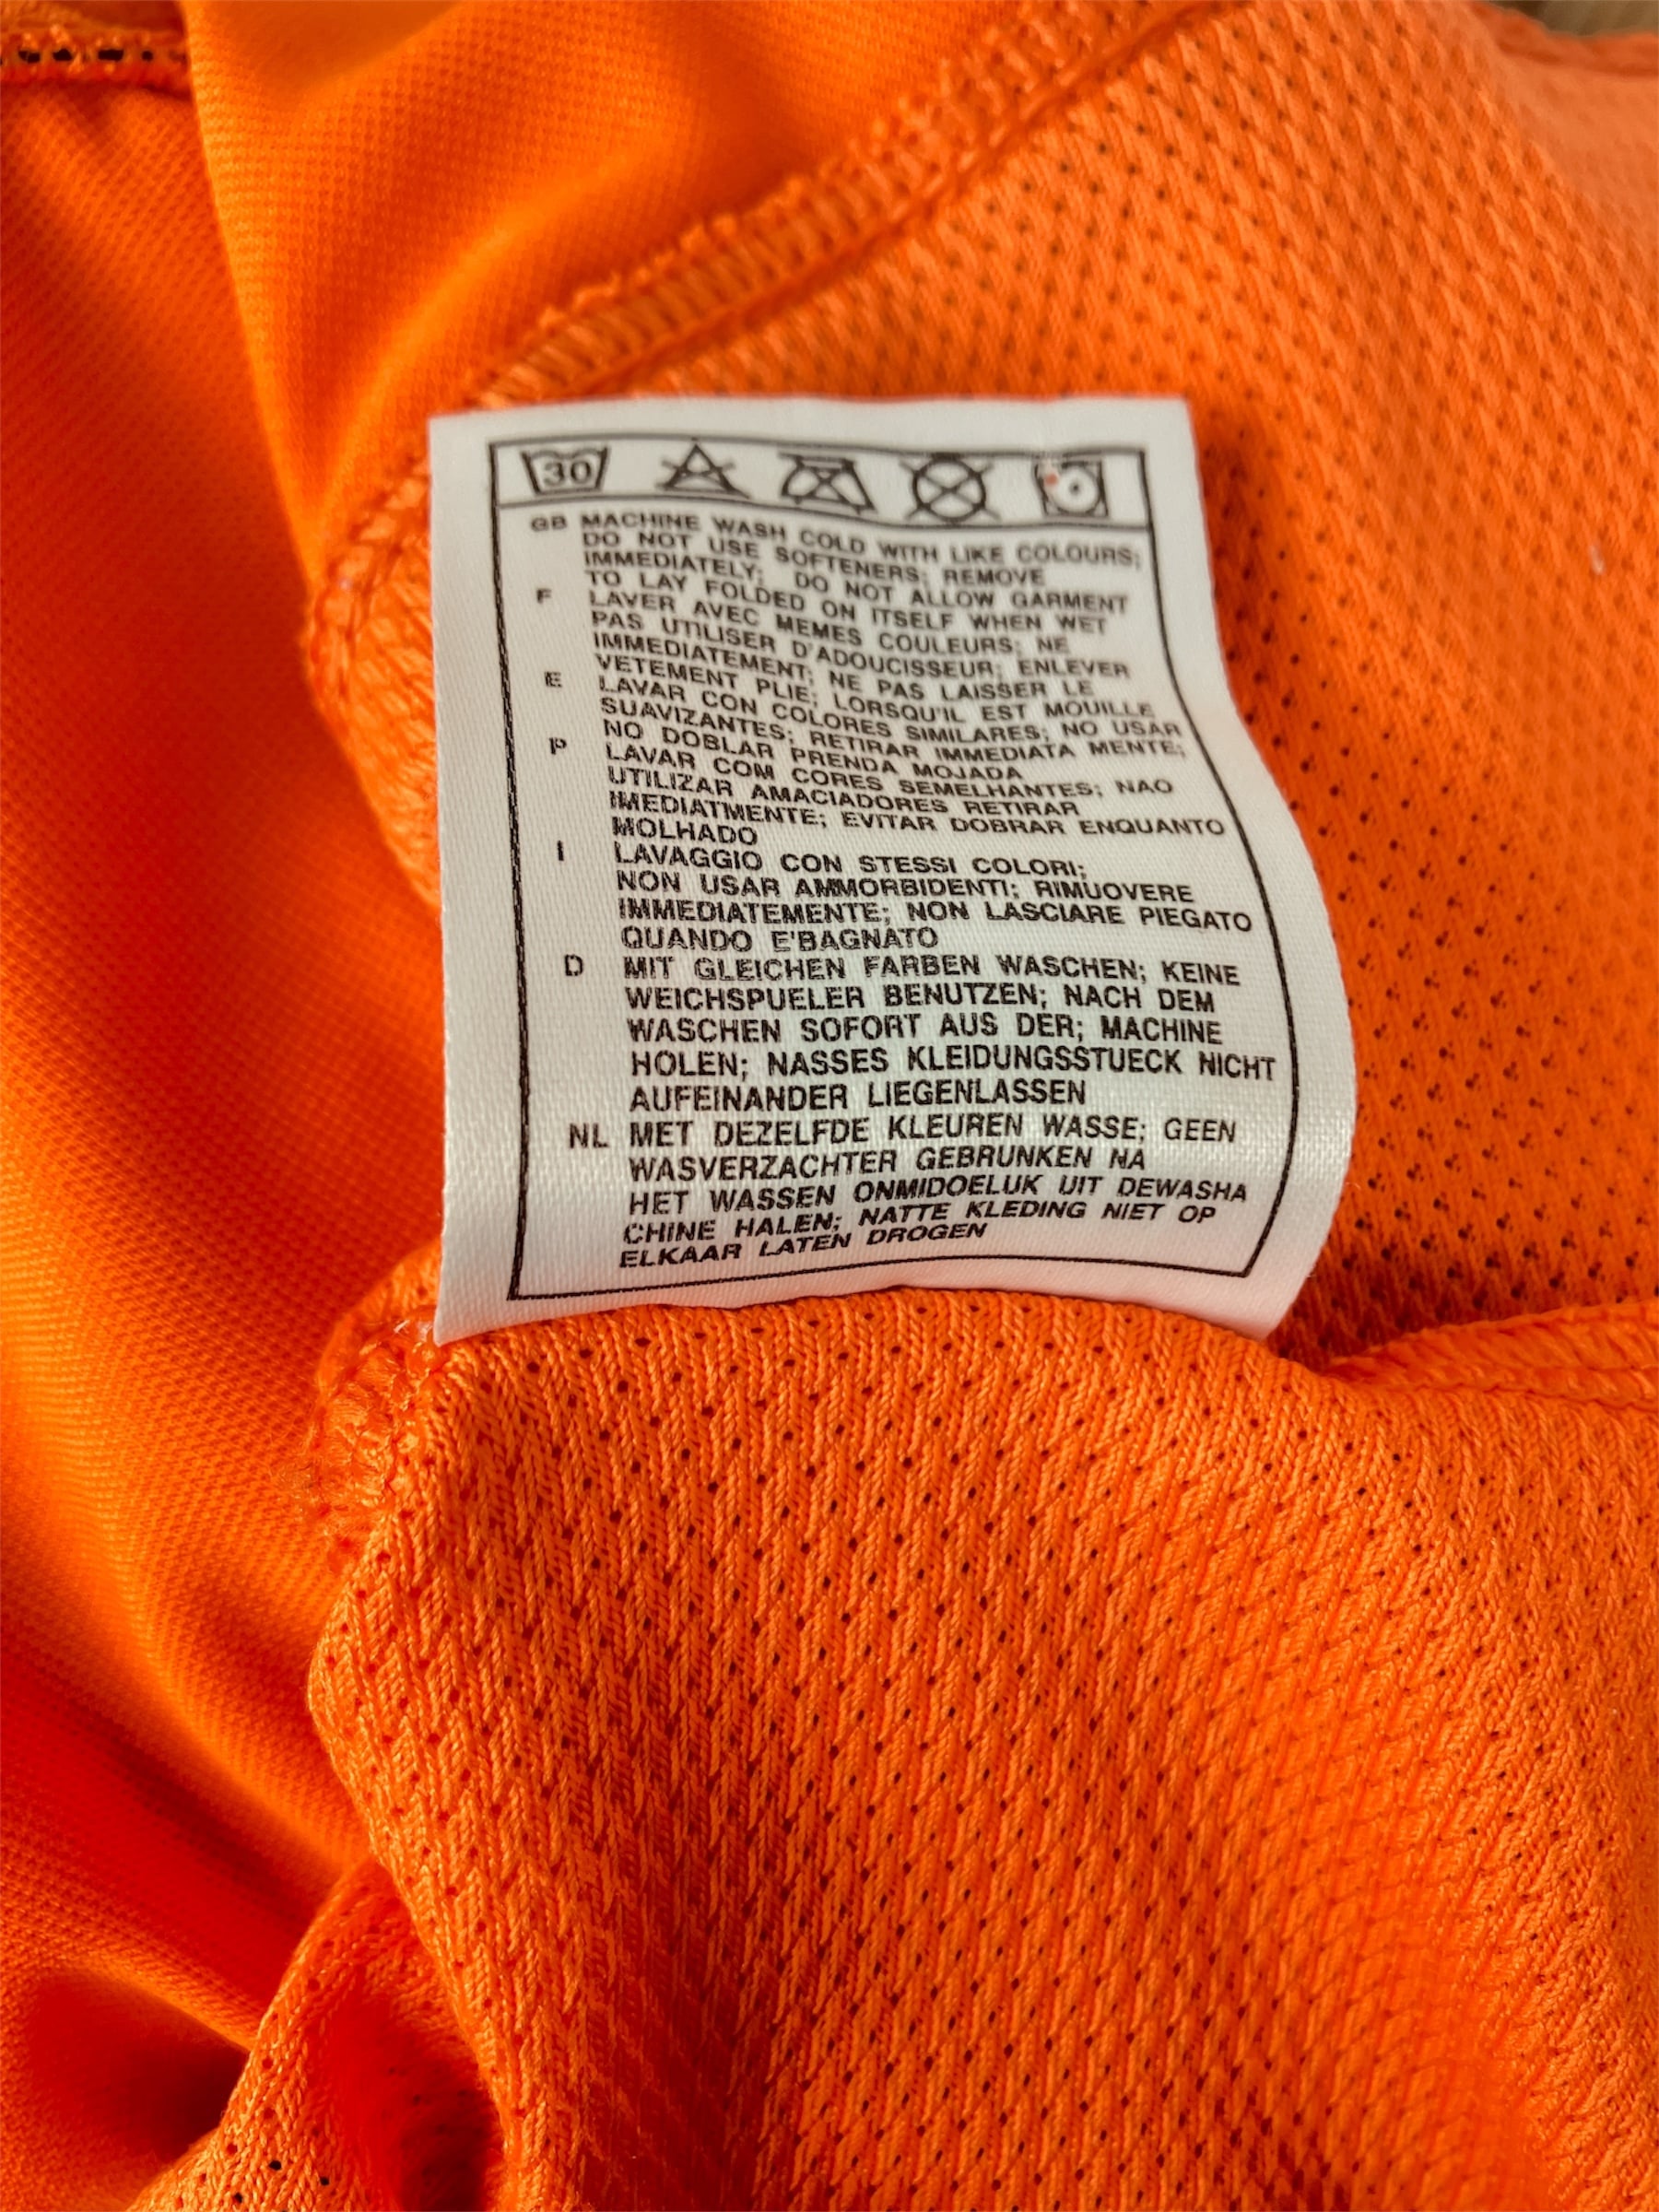 30
GB MACHINE WASH COLD WITH LIKE COLOURS;
DO NOT USE SOFTENERS; REMOVE
IMMEDIATELY; DO NOT ALLOW GARMENT
TO LAY FOLDED ON ITSELF WHEN WET
F LAVER AVEC MEMES COULEURS; NE
PAS UTILISER D'ADOUCISSEUR; ENLEVER
IMMEDIATEMENT; NE PAS LAISSER LE
VETEMENT PLIE; LORSQU'IL EST MOUILLE
E LAVAR CON COLORES SIMILARES; NO USAR
SUAVIZANTES; RETIRAR IMMEDIATA MENTE;
NO DOBLAR PRENDA MOJADA
P LAVAR COM CORES SEMELHANTES; NAO
UTILIZAR AMACIADORES RETIRAR
IMEDIATMENTE; EVITAR DOBRAR ENQUANTO
MOLHADO
I LAVAGGIO CON STESSI COLORI;
NON USAR AMMORBIDENTI; RIMUOVERE
IMMEDIATEMENTE; NON LASCIARE PIEGATO
QUANDO E'BAGNATO
D MIT GLEICHEN FARBEN WASCHEN; KEINE
WEICHSPUELER BENUTZEN; NACH DEM
WASCHEN SOFORT AUS DER; MACHINE
HOLEN; NASSES KLEIDUNGSSTUECK NICHT
AUFEINANDER LIEGENLASSEN
NL MET DEZELFDE KLEUREN WASSE; GEEN
WASVERZACHTER GEBRUNKEN NA
HET WASSEN ONMIDOELUK UIT DEWASHA
CHINE HALEN; NATTE KLEDING NIET OP
ELKAAR LATEN DROGEN